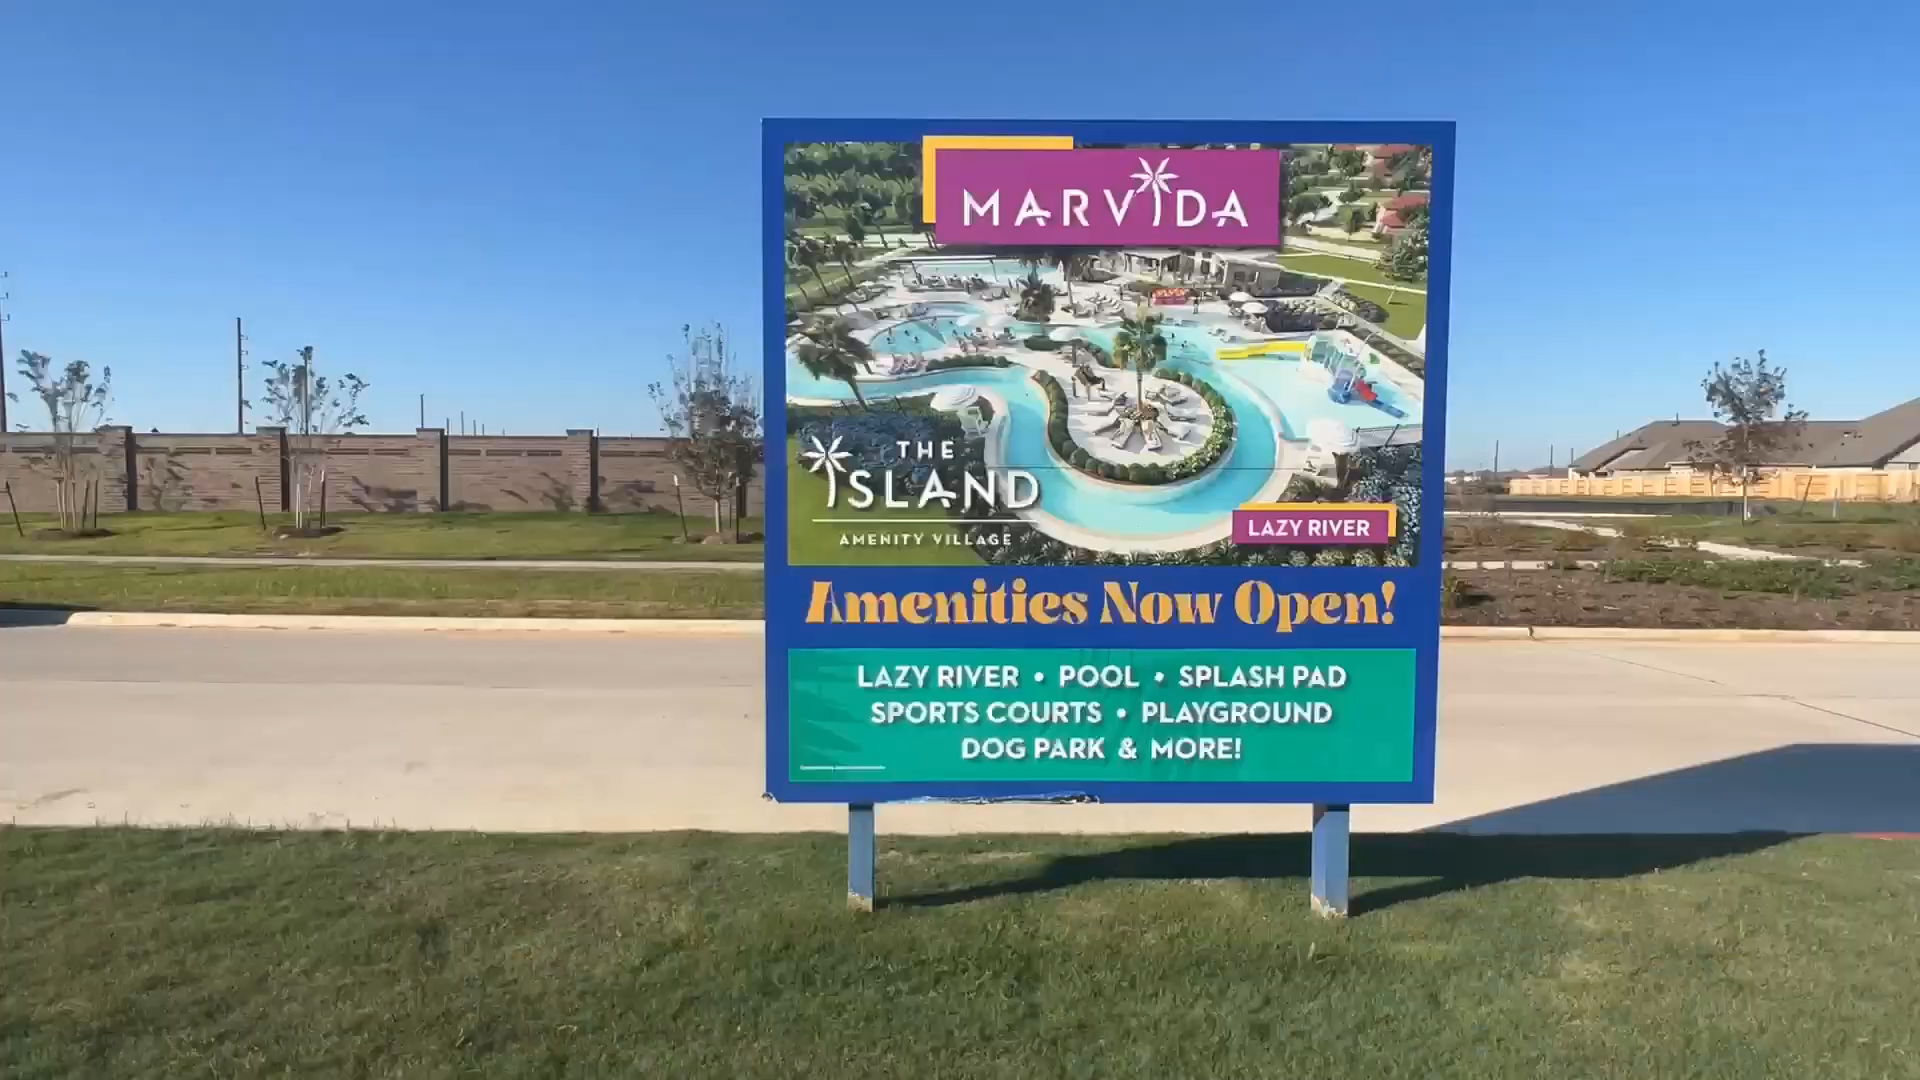 MARVIDA
THE
ISLAND
AMENITY VILLAGE
LAZY RIVER
Amenities Now Open!
LAZY RIVER • POOL • SPLASH PAD
SPORTS COURTS • PLAYGROUND
DOG PARK & MORE!